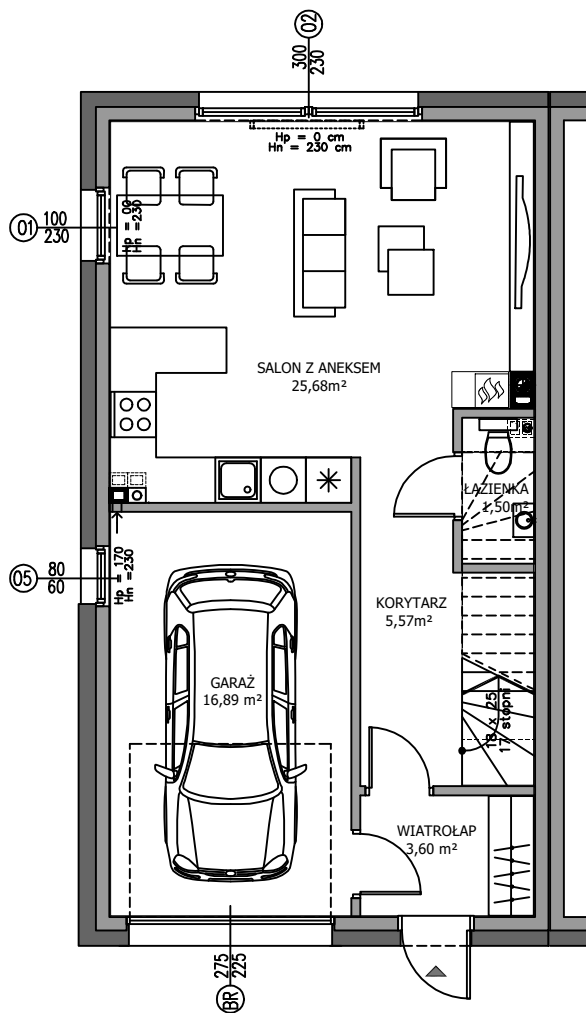 02
300
230
Hp = 0 cm
Hn = 230 cm
01
100
230
Hp = 00
Hn =230
SALON Z ANEKSEM
25,68m²
ŁAZIENKA
1,50m²
05
80
60
Hp = 170
Hn =230
KORYTARZ
5,57m²
GARAŻ
16,89 m²
18 x 25
17 stopni
WIATROŁAP
3,60 m²
275
225
BR